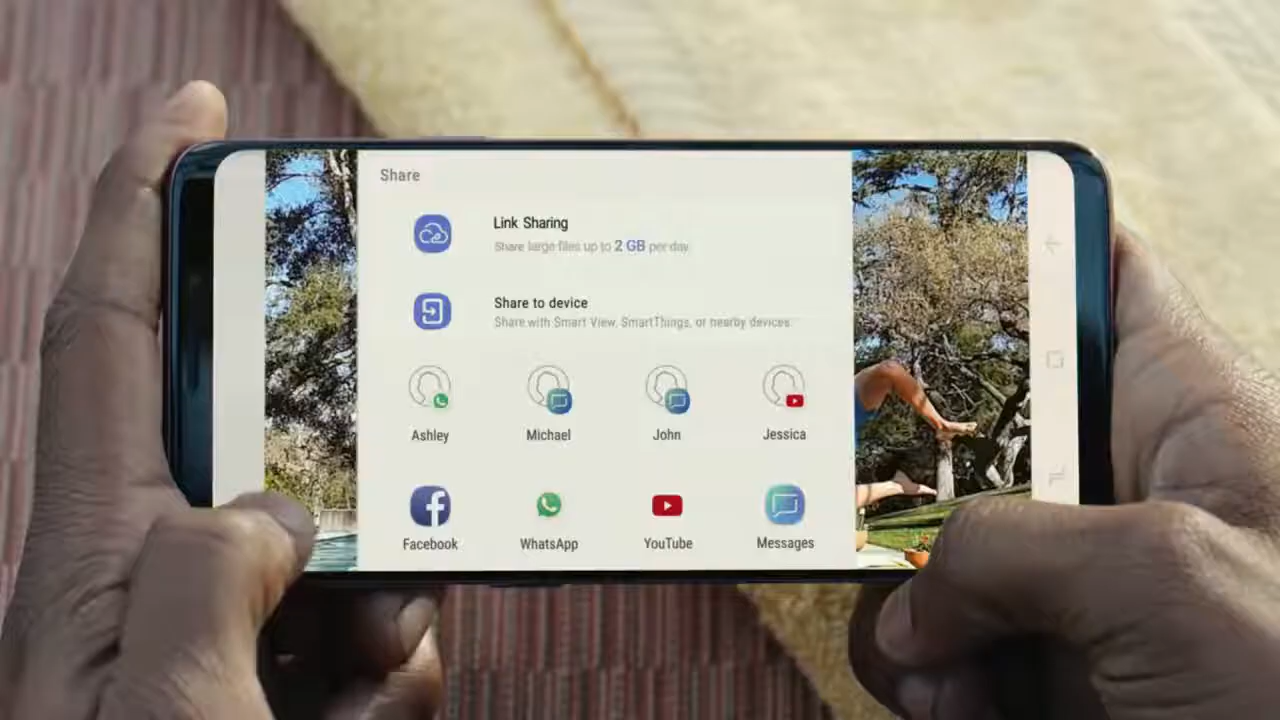 Share
Link Sharing
Share large files up to 2 GB per day.
Share to device
Share with Smart View, SmartThings, or nearby devices.
Ashley Michael John Jessica
Facebook WhatsApp YouTube Messages